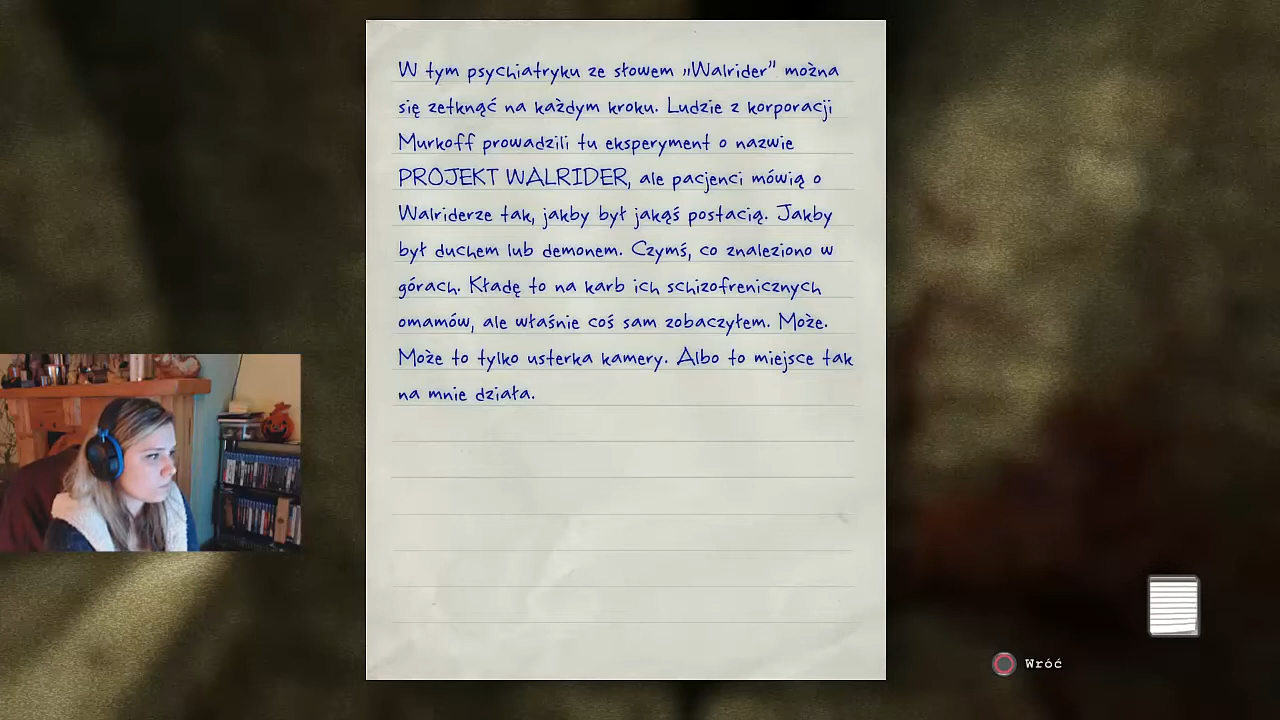 W tym psychiatryku ze słowem „Walrider” można
się zetknąć na każdym kroku. Ludzie z korporacji
Murkoff prowadzili tu eksperyment o nazwie
PROJEKT WALRIDER, ale pacjenci mówią o
Walriderze tak, jakby był jakąś postacią. Jakby
był duchem lub demonem. Czymś, co znaleziono w
górach. Kładę to na karb ich schizofrenicznych
omamów, ale właśnie coś sam zobaczyłem. Może.
Może to tylko usterka kamery. Albo to miejsce tak
na mnie działa.
Wróć